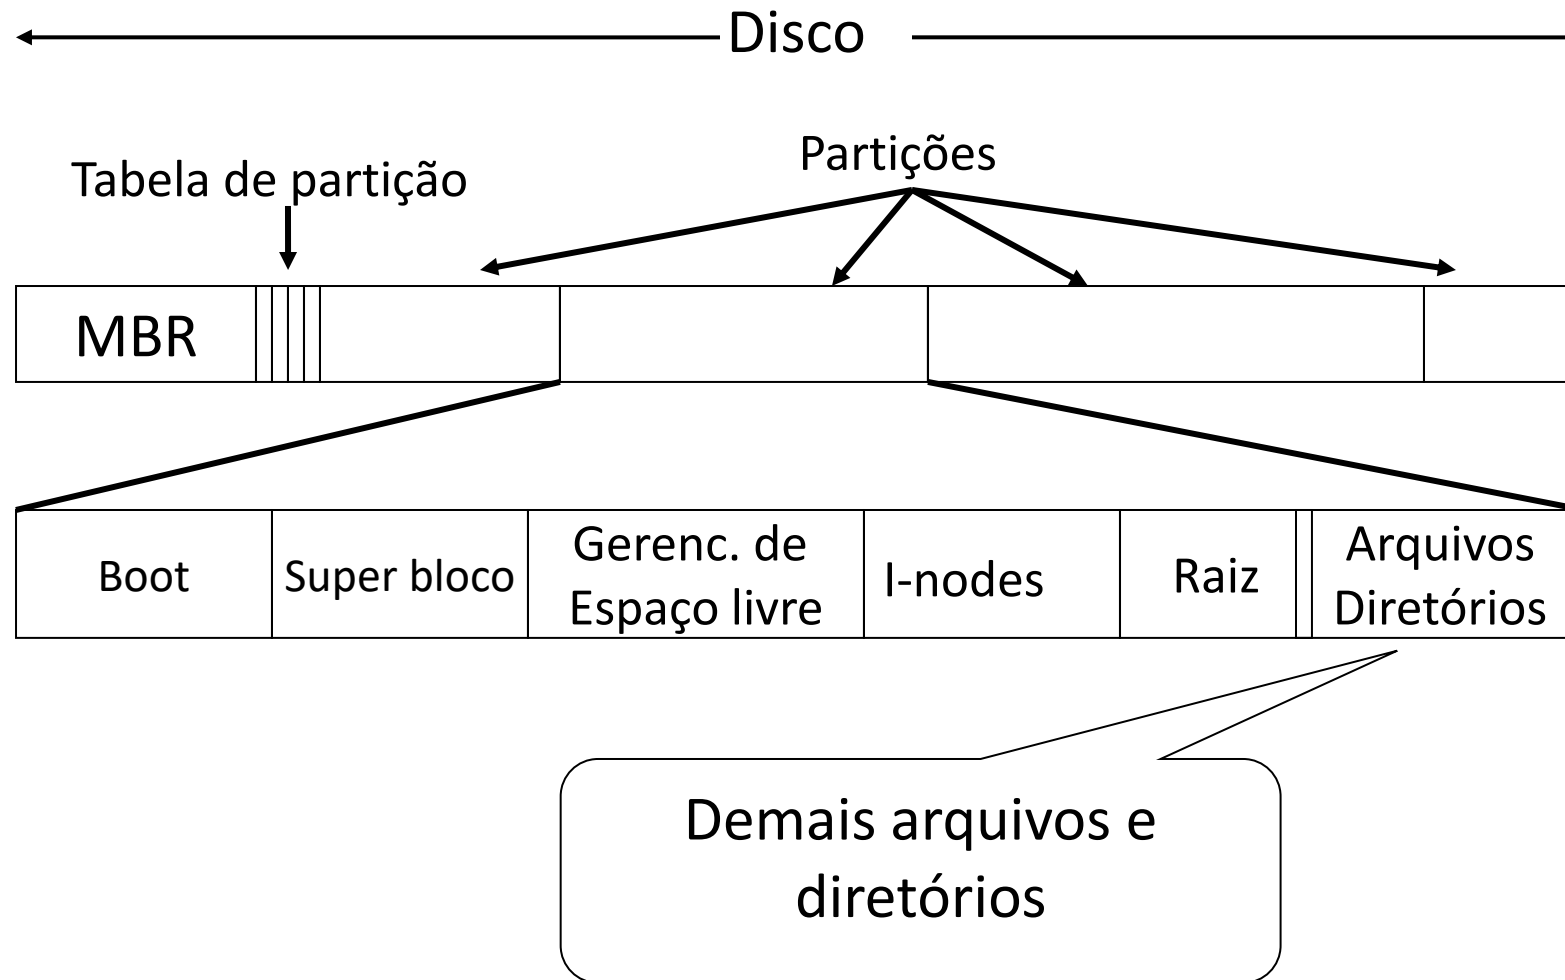 Disco
Partições
Tabela de partição
MBR
Boot
Super bloco
Gerenc. de
Espaço livre
I-nodes
Raiz
Arquivos
Diretórios
Demais arquivos e
diretórios